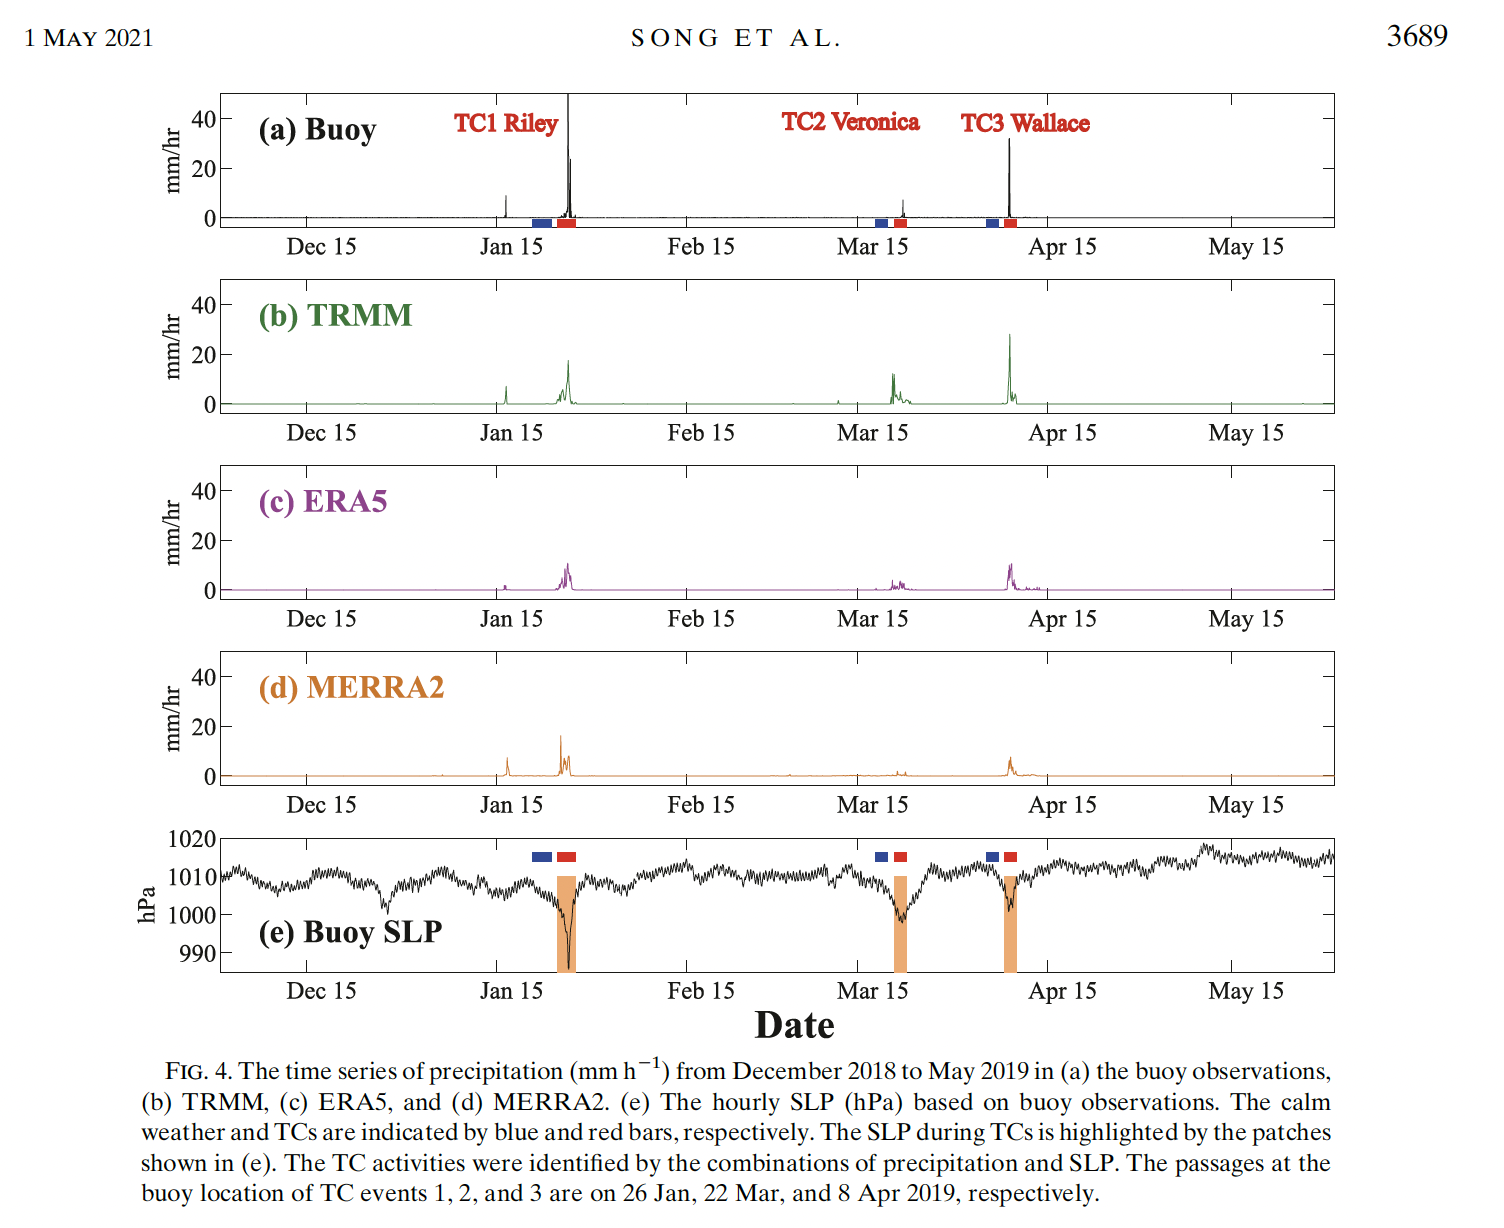 1 MAY 2021
SONG ET AL.
3689
(a) Buoy
TC1 Riley
TC2 Veronica
TC3 Wallace
mm/hr
40
20
0
Dec 15 Jan 15 Feb 15 Mar 15 Apr 15 May 15
(b) TRMM
mm/hr
40
20
0
Dec 15 Jan 15 Feb 15 Mar 15 Apr 15 May 15
(c) ERA5
mm/hr
40
20
0
Dec 15 Jan 15 Feb 15 Mar 15 Apr 15 May 15
(d) MERRA2
mm/hr
40
20
0
Dec 15 Jan 15 Feb 15 Mar 15 Apr 15 May 15
(e) Buoy SLP
hPa
1020
1010
1000
990
Dec 15 Jan 15 Feb 15 Mar 15 Apr 15 May 15
Date
FIG. 4. The time series of precipitation (mm h⁻¹) from December 2018 to May 2019 in (a) the buoy observations,
(b) TRMM, (c) ERA5, and (d) MERRA2. (e) The hourly SLP (hPa) based on buoy observations. The calm
weather and TCs are indicated by blue and red bars, respectively. The SLP during TCs is highlighted by the patches
shown in (e). The TC activities were identified by the combinations of precipitation and SLP. The passages at the
buoy location of TC events 1, 2, and 3 are on 26 Jan, 22 Mar, and 8 Apr 2019, respectively.